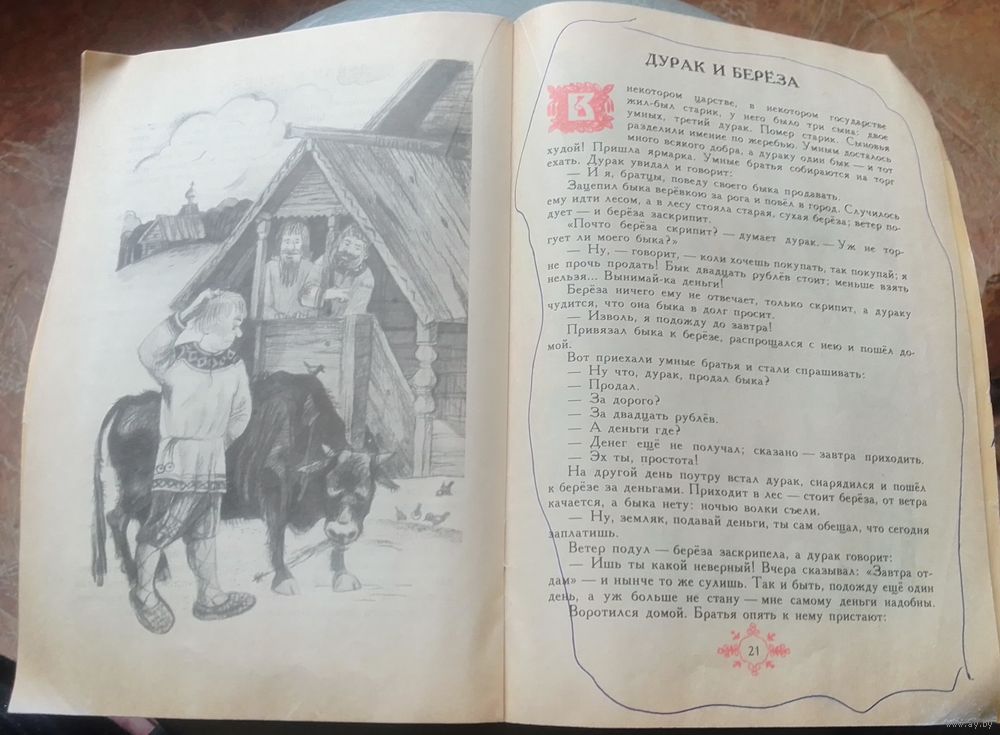 ДУРАК И БЕРЁЗА
В некотором царстве, в некотором государстве
жил-был старик, у него было три сына: двое
умных, третий дурак. Помер старик. Сыновья
разделили имение по жеребью. Умным досталось
много всякого добра, а дураку один бык — и тот
худой! Пришла ярмарка. Умные братья собираются на торг
ехать. Дурак увидал и говорит:
— И я, братцы, поведу своего быка продавать.
Зацепил быка верёвкою за рога и повёл в город. Случилось
ему идти лесом, а в лесу стояла старая, сухая берёза; ветер по-
дует — и берёза заскрипит.
«Почто берёза скрипит? — думает дурак. — Уж не тор-
гует ли моего быка?»
— Ну, — говорит, — коли хочешь покупать, так покупай; я
не прочь продать! Бык двадцать рублёв стоит; меньше взять
нельзя... Вынимай-ка деньги!
Берёза ничего ему не отвечает, только скрипит, а дураку
чудится, что она быка в долг просит.
— Изволь, я подожду до завтра!
Привязал быка к берёзе, распрощался с нею и пошёл до-
мой.
Вот приехали умные братья и стали спрашивать:
— Ну что, дурак, продал быка?
— Продал.
— За дорого?
— За двадцать рублёв.
— А деньги где?
— Денег ещё не получал; сказано — завтра приходить.
— Эх ты, простота!
На другой день поутру встал дурак, снарядился и пошёл
к берёзе за деньгами. Приходит в лес — стоит берёза, от ветра
качается, а быка нету: ночью волки съели.
— Ну, земляк, подавай деньги, ты сам обещал, что сегодня
заплатишь.
Ветер подул — берёза заскрипела, а дурак говорит:
— Ишь ты какой неверный! Вчера сказывал: «Завтра от-
дам» — и нынче то же сулишь. Так и быть, подожду ещё один
день, а уж больше не стану — мне самому деньги надобны.
Воротился домой. Братья опять к нему пристают:
21
www.ay.by